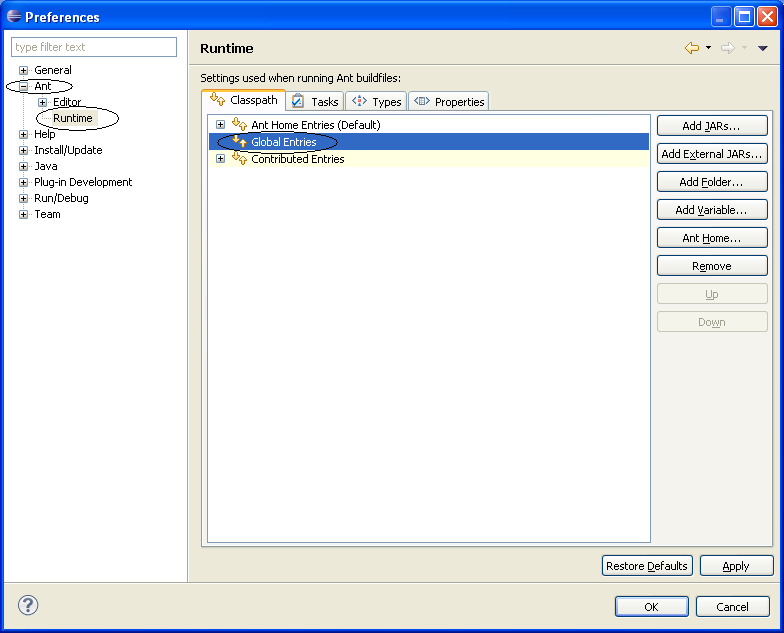 Preferences
type filter text
General
Ant
Editor
Runtime
Help
Install/Update
Java
Plug-in Development
Run/Debug
Team
Runtime
Settings used when running Ant buildfiles:
Classpath Tasks Types Properties
Ant Home Entries (Default)
Global Entries
Contributed Entries
Add JARs...
Add External JARs...
Add Folder...
Add Variable...
Ant Home...
Remove
Up
Down
Restore Defaults Apply
? OK Cancel